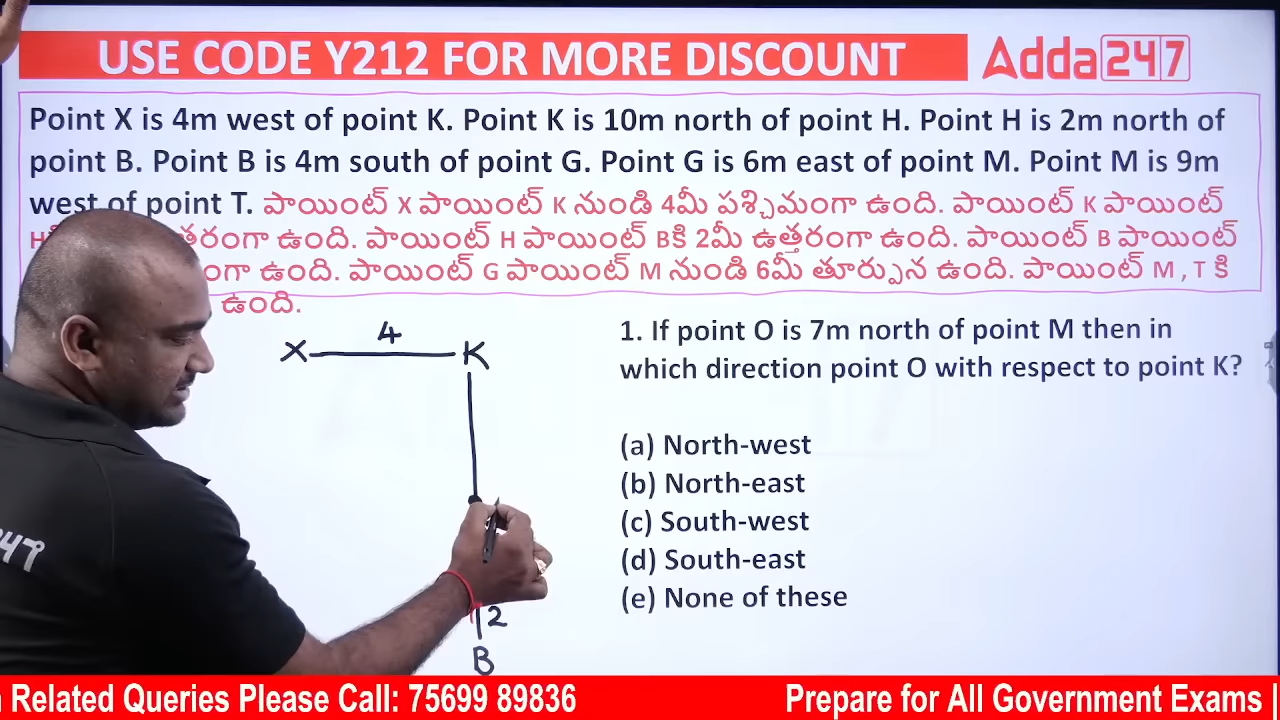 USE CODE Y212 FOR MORE DISCOUNT
Adda247
Point X is 4m west of point K. Point K is 10m north of point H. Point H is 2m north of
point B. Point B is 4m south of point G. Point G is 6m east of point M. Point M is 9m
west of point T. పాయింట్ X పాయింట్ K నుండి 4మీ పశ్చిమంగా ఉంది. పాయింట్ K పాయింట్
ఉంది. పాయింట్ H పాయింట్ Bకి 2మీ ఉత్తరంగా ఉంది. పాయింట్ B పాయింట్
ఉంది. పాయింట్ G పాయింట్ M నుండి 6మీ తూర్పున ఉంది. పాయింట్ M , T కి
ఉంది.
X 4 K
2
B
1. If point O is 7m north of point M then in
which direction point O with respect to point K?
(a) North-west
(b) North-east
(c) South-west
(d) South-east
(e) None of these
47
Related Queries Please Call: 75699 89836
Prepare for All Government Exams |